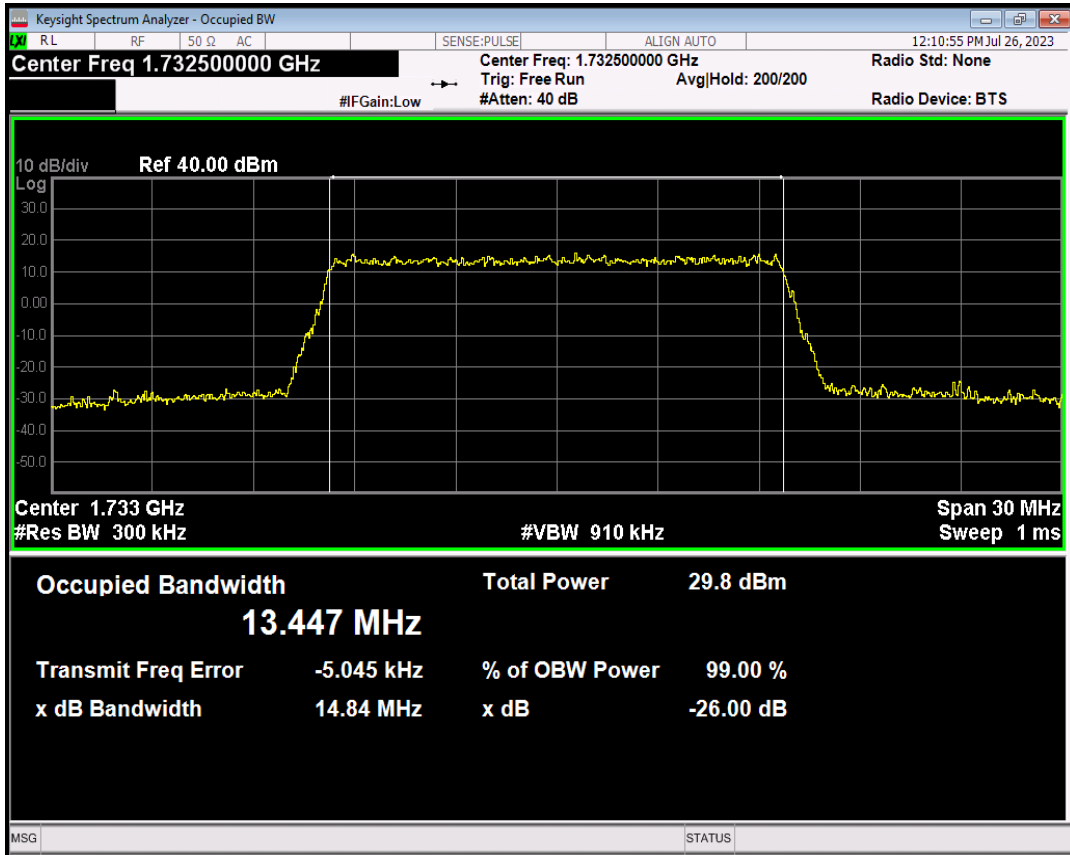 Keysight Spectrum Analyzer - Occupied BW
LXI RL RF 50 Ω AC SENSE:PULSE ALIGN AUTO 12:10:55 PM Jul 26, 2023
Center Freq 1.732500000 GHz Center Freq: 1.732500000 GHz Radio Std: None
Trig: Free Run Avg|Hold: 200/200
#IFGain:Low #Atten: 40 dB Radio Device: BTS
10 dB/div Ref 40.00 dBm
Log
30.0
20.0
10.0
0.00
-10.0
-20.0
-30.0
-40.0
-50.0
Center 1.733 GHz Span 30 MHz
#Res BW 300 kHz #VBW 910 kHz Sweep 1 ms
Occupied Bandwidth Total Power 29.8 dBm
13.447 MHz
Transmit Freq Error -5.045 kHz % of OBW Power 99.00 %
x dB Bandwidth 14.84 MHz x dB -26.00 dB
MSG STATUS